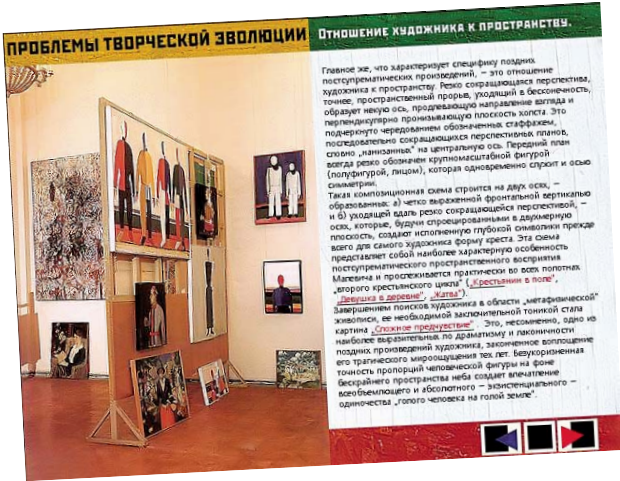 ПРОБЛЕМЫ ТВОРЧЕСКОЙ ЭВОЛЮЦИИ
ОТНОШЕНИЕ ХУДОЖНИКА К ПРОСТРАНСТВУ.
Главное же, что характеризует специфику поздних
постсупрематических произведений, — это отношение
художника к пространству. Резко сокращающаяся перспектива,
точнее, пространственный прорыв, уходящий в бесконечность,
образует некую ось, продлевающую направление взгляда и
перпендикулярно пронизывающую плоскость холста. Это
подчеркнуто чередованием обозначенных стаффажем,
последовательно сокращающихся перспективных планов,
словно „нанизанных" на центральную ось. Передний план
всегда резко обозначен крупномасштабной фигурой
(полуфигурой, лицом), которая одновременно служит и осью
симметрии.
Такая композиционная схема строится на двух осях, —
образованных: а) четко выраженной фронтальной вертикалью
и б) уходящей вдаль резко сокращающейся перспективой, —
осях, которые, будучи спроецированными в двухмерную
плоскость, создают исполненную глубокой символики прежде
всего для самого художника форму креста. Эта схема
представляет собой наиболее характерную особенность
постсупрематического пространственного восприятия
Малевича и прослеживается практически во всех полотнах
„второго крестьянского цикла" („Крестьянин в поле",
„Девушка в деревне", „Жатва").
Завершением поисков художника в области „метафизической"
живописи, ее необходимой заключительной тоникой стала
картина „Сложное предчувствие" . Это, несомненно, одно из
наиболее выразительных по драматизму и лаконичности
поздних произведений художника, законченное воплощение
его трагического мироощущения тех лет. Безукоризненная
точность пропорций человеческой фигуры на фоне
бескрайнего пространства неба создает впечатление
всеобъемлющего и абсолютного — экзистенциального —
одиночества „голого человека на голой земле".